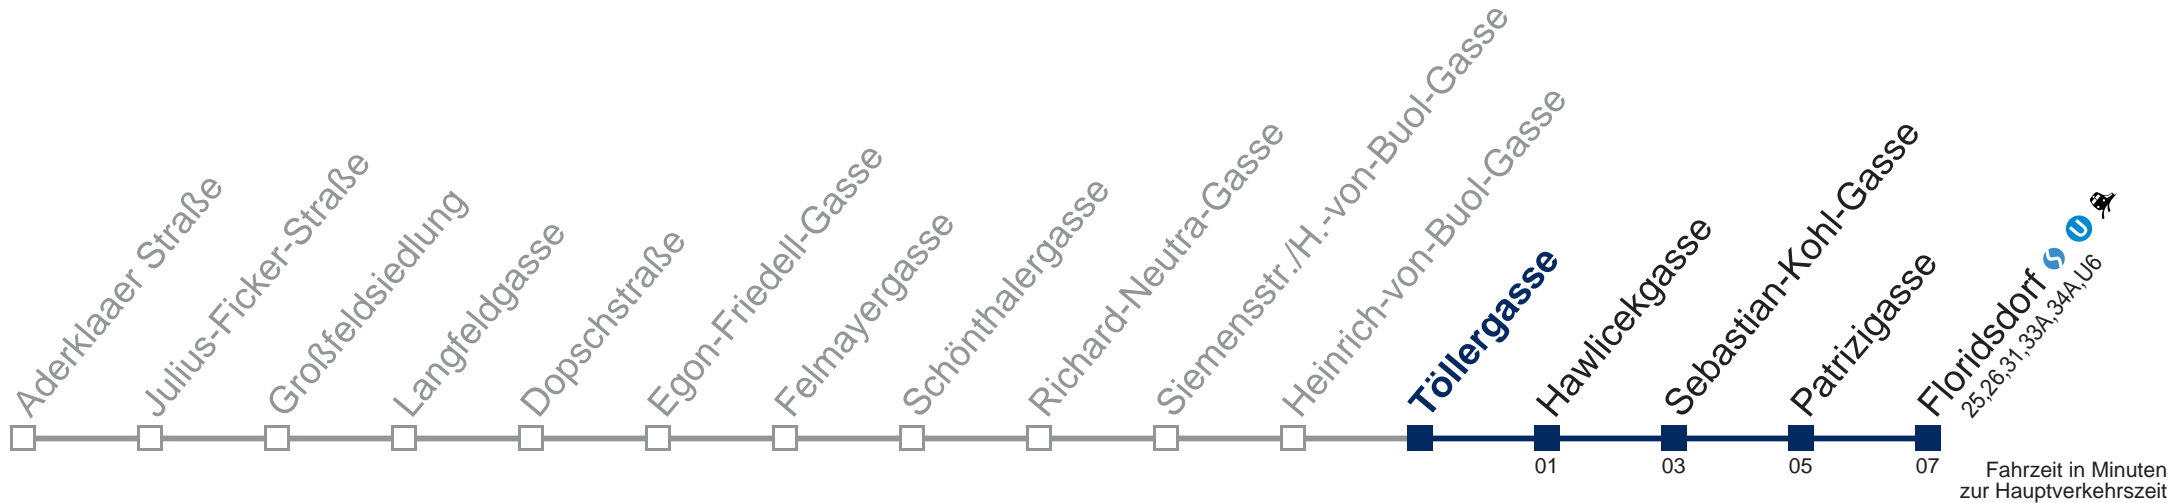 Aderklaaer Straße
Julius-Ficker-Straße
Großfeldsiedlung
Langfeldgasse
Dopschstraße
Egon-Friedell-Gasse
Felmayergasse
Schönthalergasse
Richard-Neutra-Gasse
Siemensstr./H.-von-Buol-Gasse
Heinrich-von-Buol-Gasse
Töllergasse
Hawlicekgasse
Sebastian-Kohl-Gasse
Patrizigasse
Floridsdorf S U
25,26,31,33A,34A,U6
01 03 05 07
Fahrzeit in Minuten
zur Hauptverkehrszeit